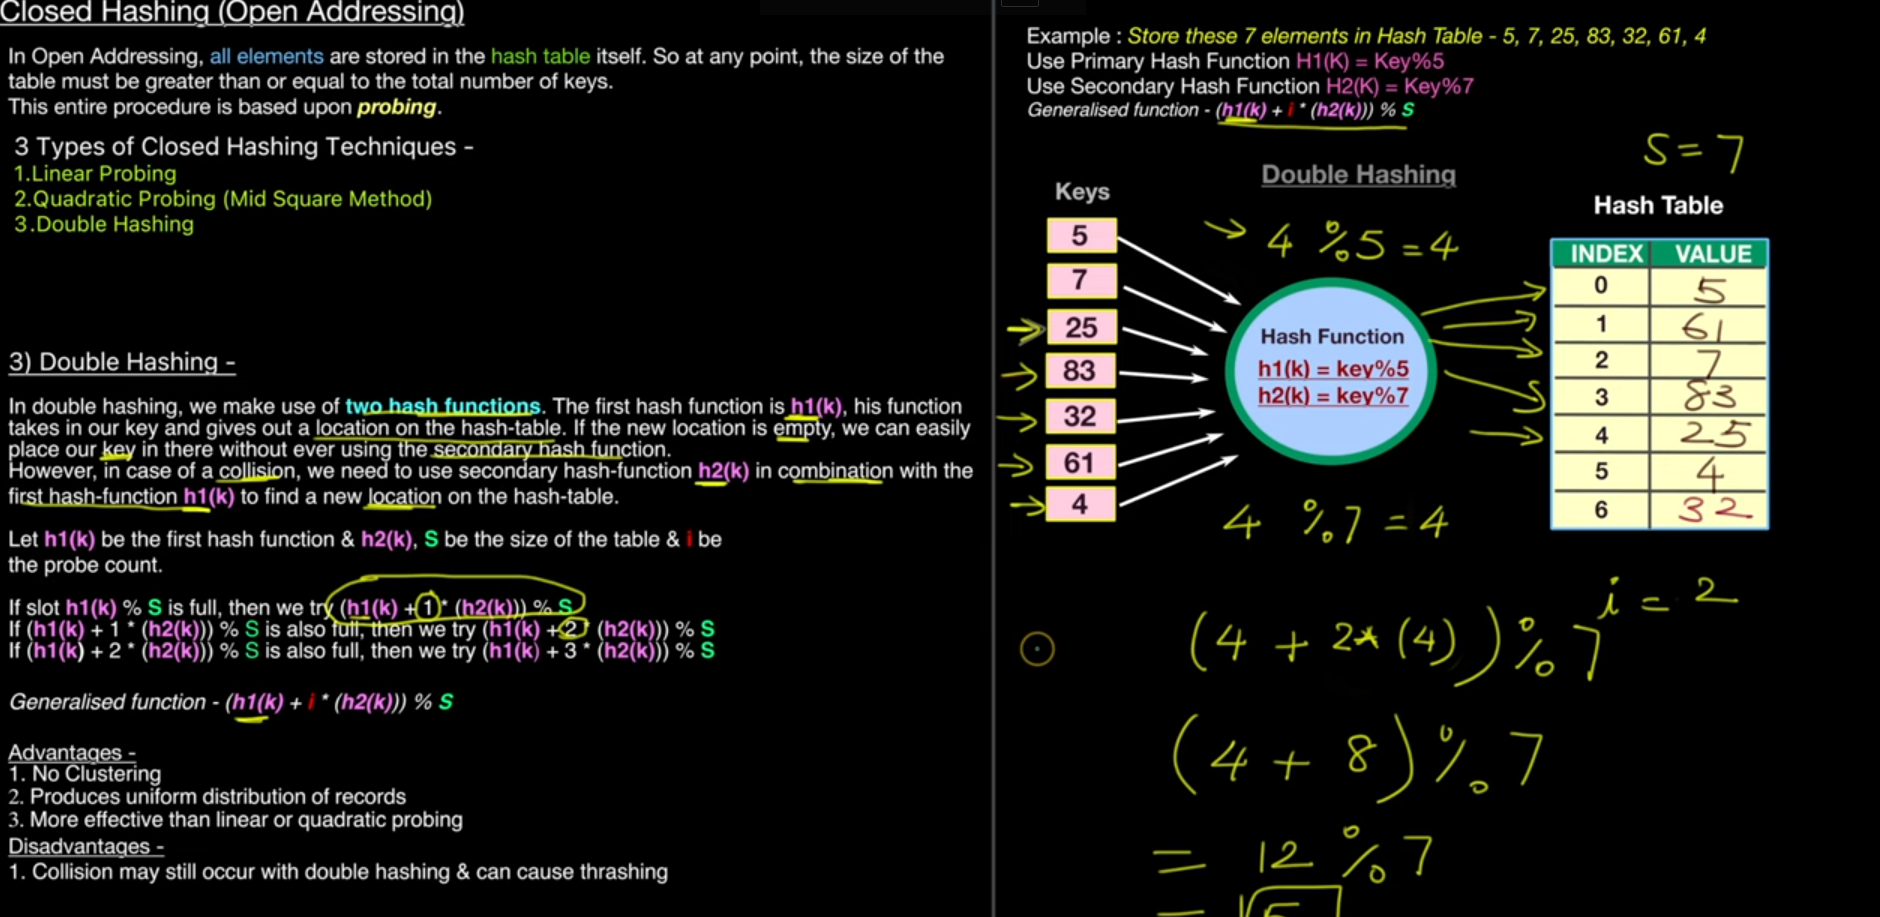 Closed Hashing (Open Addressing)
In Open Addressing, all elements are stored in the hash table itself. So at any point, the size of the
table must be greater than or equal to the total number of keys.
This entire procedure is based upon probing.
3 Types of Closed Hashing Techniques -
1.Linear Probing
2.Quadratic Probing (Mid Square Method)
3.Double Hashing
3) Double Hashing -
In double hashing, we make use of two hash functions. The first hash function is h1(k), his function
takes in our key and gives out a location on the hash-table. If the new location is empty, we can easily
place our key in there without ever using the secondary hash function.
However, in case of a collision, we need to use secondary hash-function h2(k) in combination with the
first hash-function h1(k) to find a new location on the hash-table.
Let h1(k) be the first hash function & h2(k), S be the size of the table & i be
the probe count.
If slot h1(k) % S is full, then we try (h1(k) + 1 * (h2(k))) % S
If (h1(k) + 1 * (h2(k))) % S is also full, then we try (h1(k) + 2 * (h2(k))) % S
If (h1(k) + 2 * (h2(k))) % S is also full, then we try (h1(k) + 3 * (h2(k))) % S
Generalised function - (h1(k) + i * (h2(k))) % S
Advantages -
1. No Clustering
2. Produces uniform distribution of records
3. More effective than linear or quadratic probing
Disadvantages -
1. Collision may still occur with double hashing & can cause thrashing
Example : Store these 7 elements in Hash Table - 5, 7, 25, 83, 32, 61, 4
Use Primary Hash Function H1(K) = Key%5
Use Secondary Hash Function H2(K) = Key%7
Generalised function - (h1(k) + i * (h2(k))) % S
S = 7
Double Hashing
Keys
5
7
25
83
32
61
4
→ 4 % 5 = 4
Hash Function
h1(k) = key%5
h2(k) = key%7
4 % 7 = 4
Hash Table
INDEX VALUE
0 5
1 61
2 7
3 83
4 25
5 4
6 32
i = 2
(4 + 2* (4)) % 7
(4 + 8) % 7
= 12 % 7
= 5